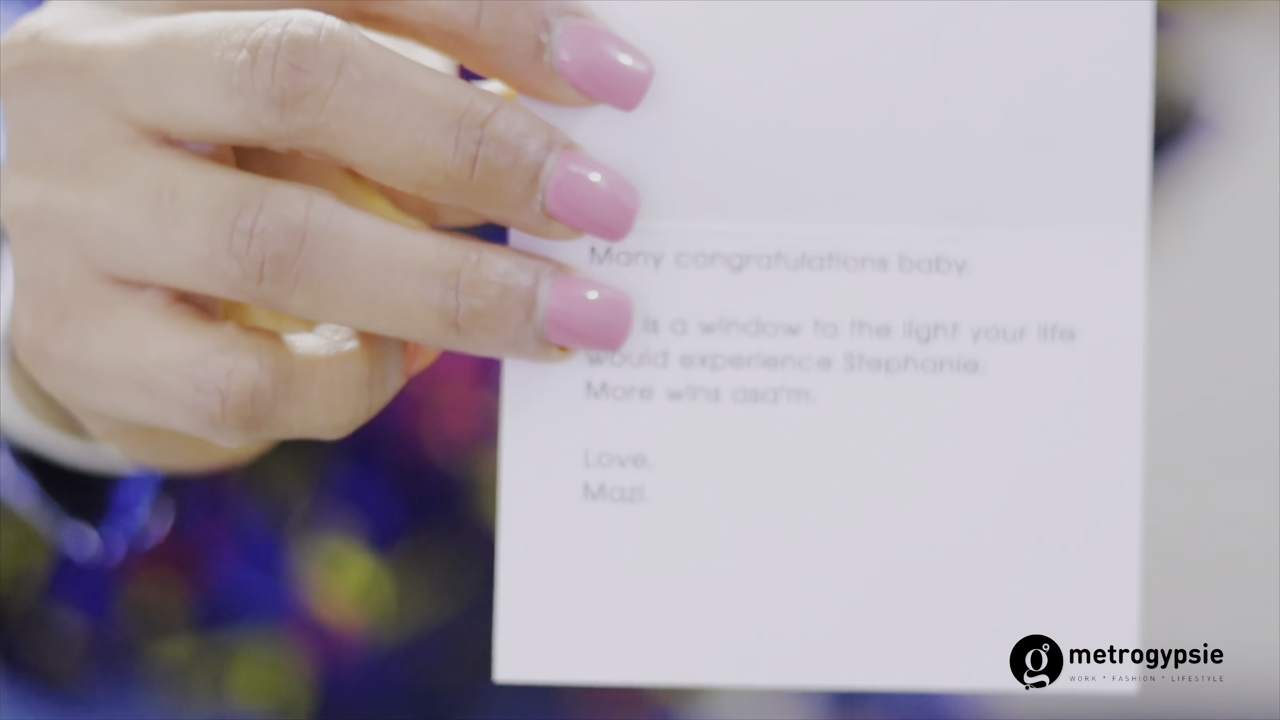 Many congratulations baby.
is a window to the light your life
would experience Stephanie.
More wins asa'm.
Love,
Mazi.
metrogypsie
WORK * FASHION * LIFESTYLE